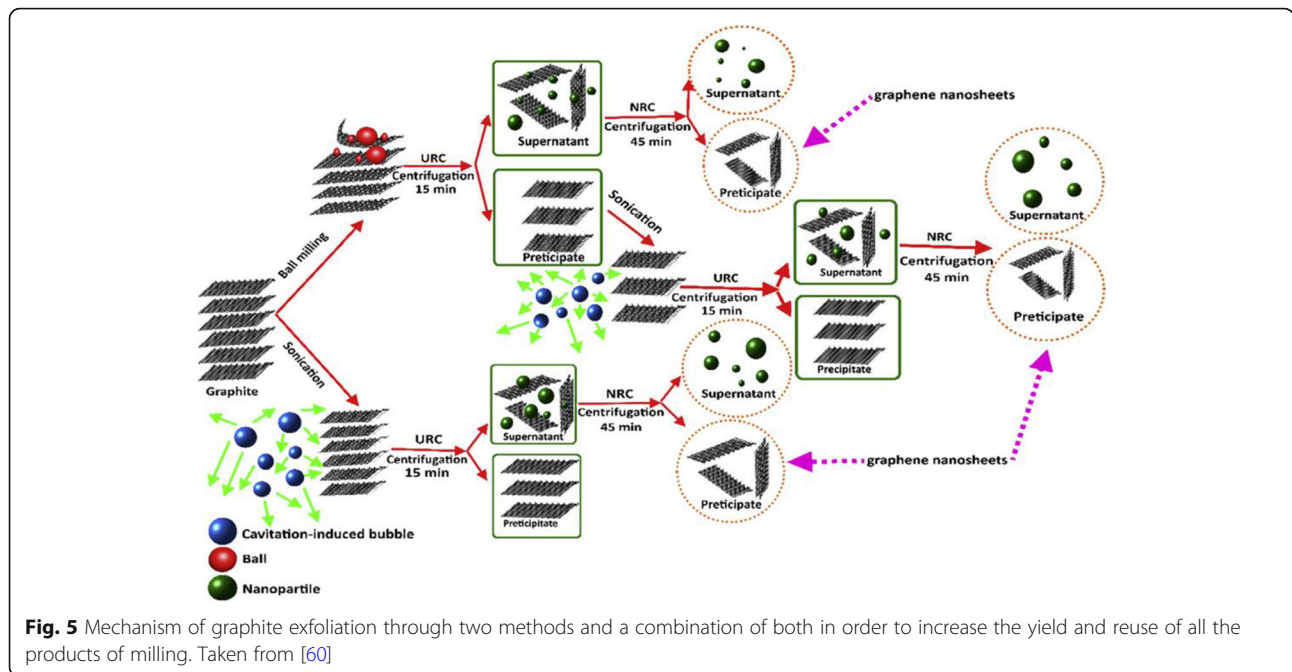 Supernatant
NRC
Centrifugation
45 min
graphene nanosheets
URC
Centrifugation
15 min
Supernatant
Preticipate
Sonication
Preticipate
Supernatant
NRC
Centrifugation
45 min
Supernatant
Ball milling
URC
Centrifugation
15 min
Preticipate
Precipitate
Graphite
Sonication
Supernatant
NRC
Centrifugation
45 min
Supernatant
URC
Centrifugation
15 min
Preticipitate
Preticipate
graphene nanosheets
Cavitation-induced bubble
Ball
Nanopartile
Fig. 5 Mechanism of graphite exfoliation through two methods and a combination of both in order to increase the yield and reuse of all the
products of milling. Taken from [60]